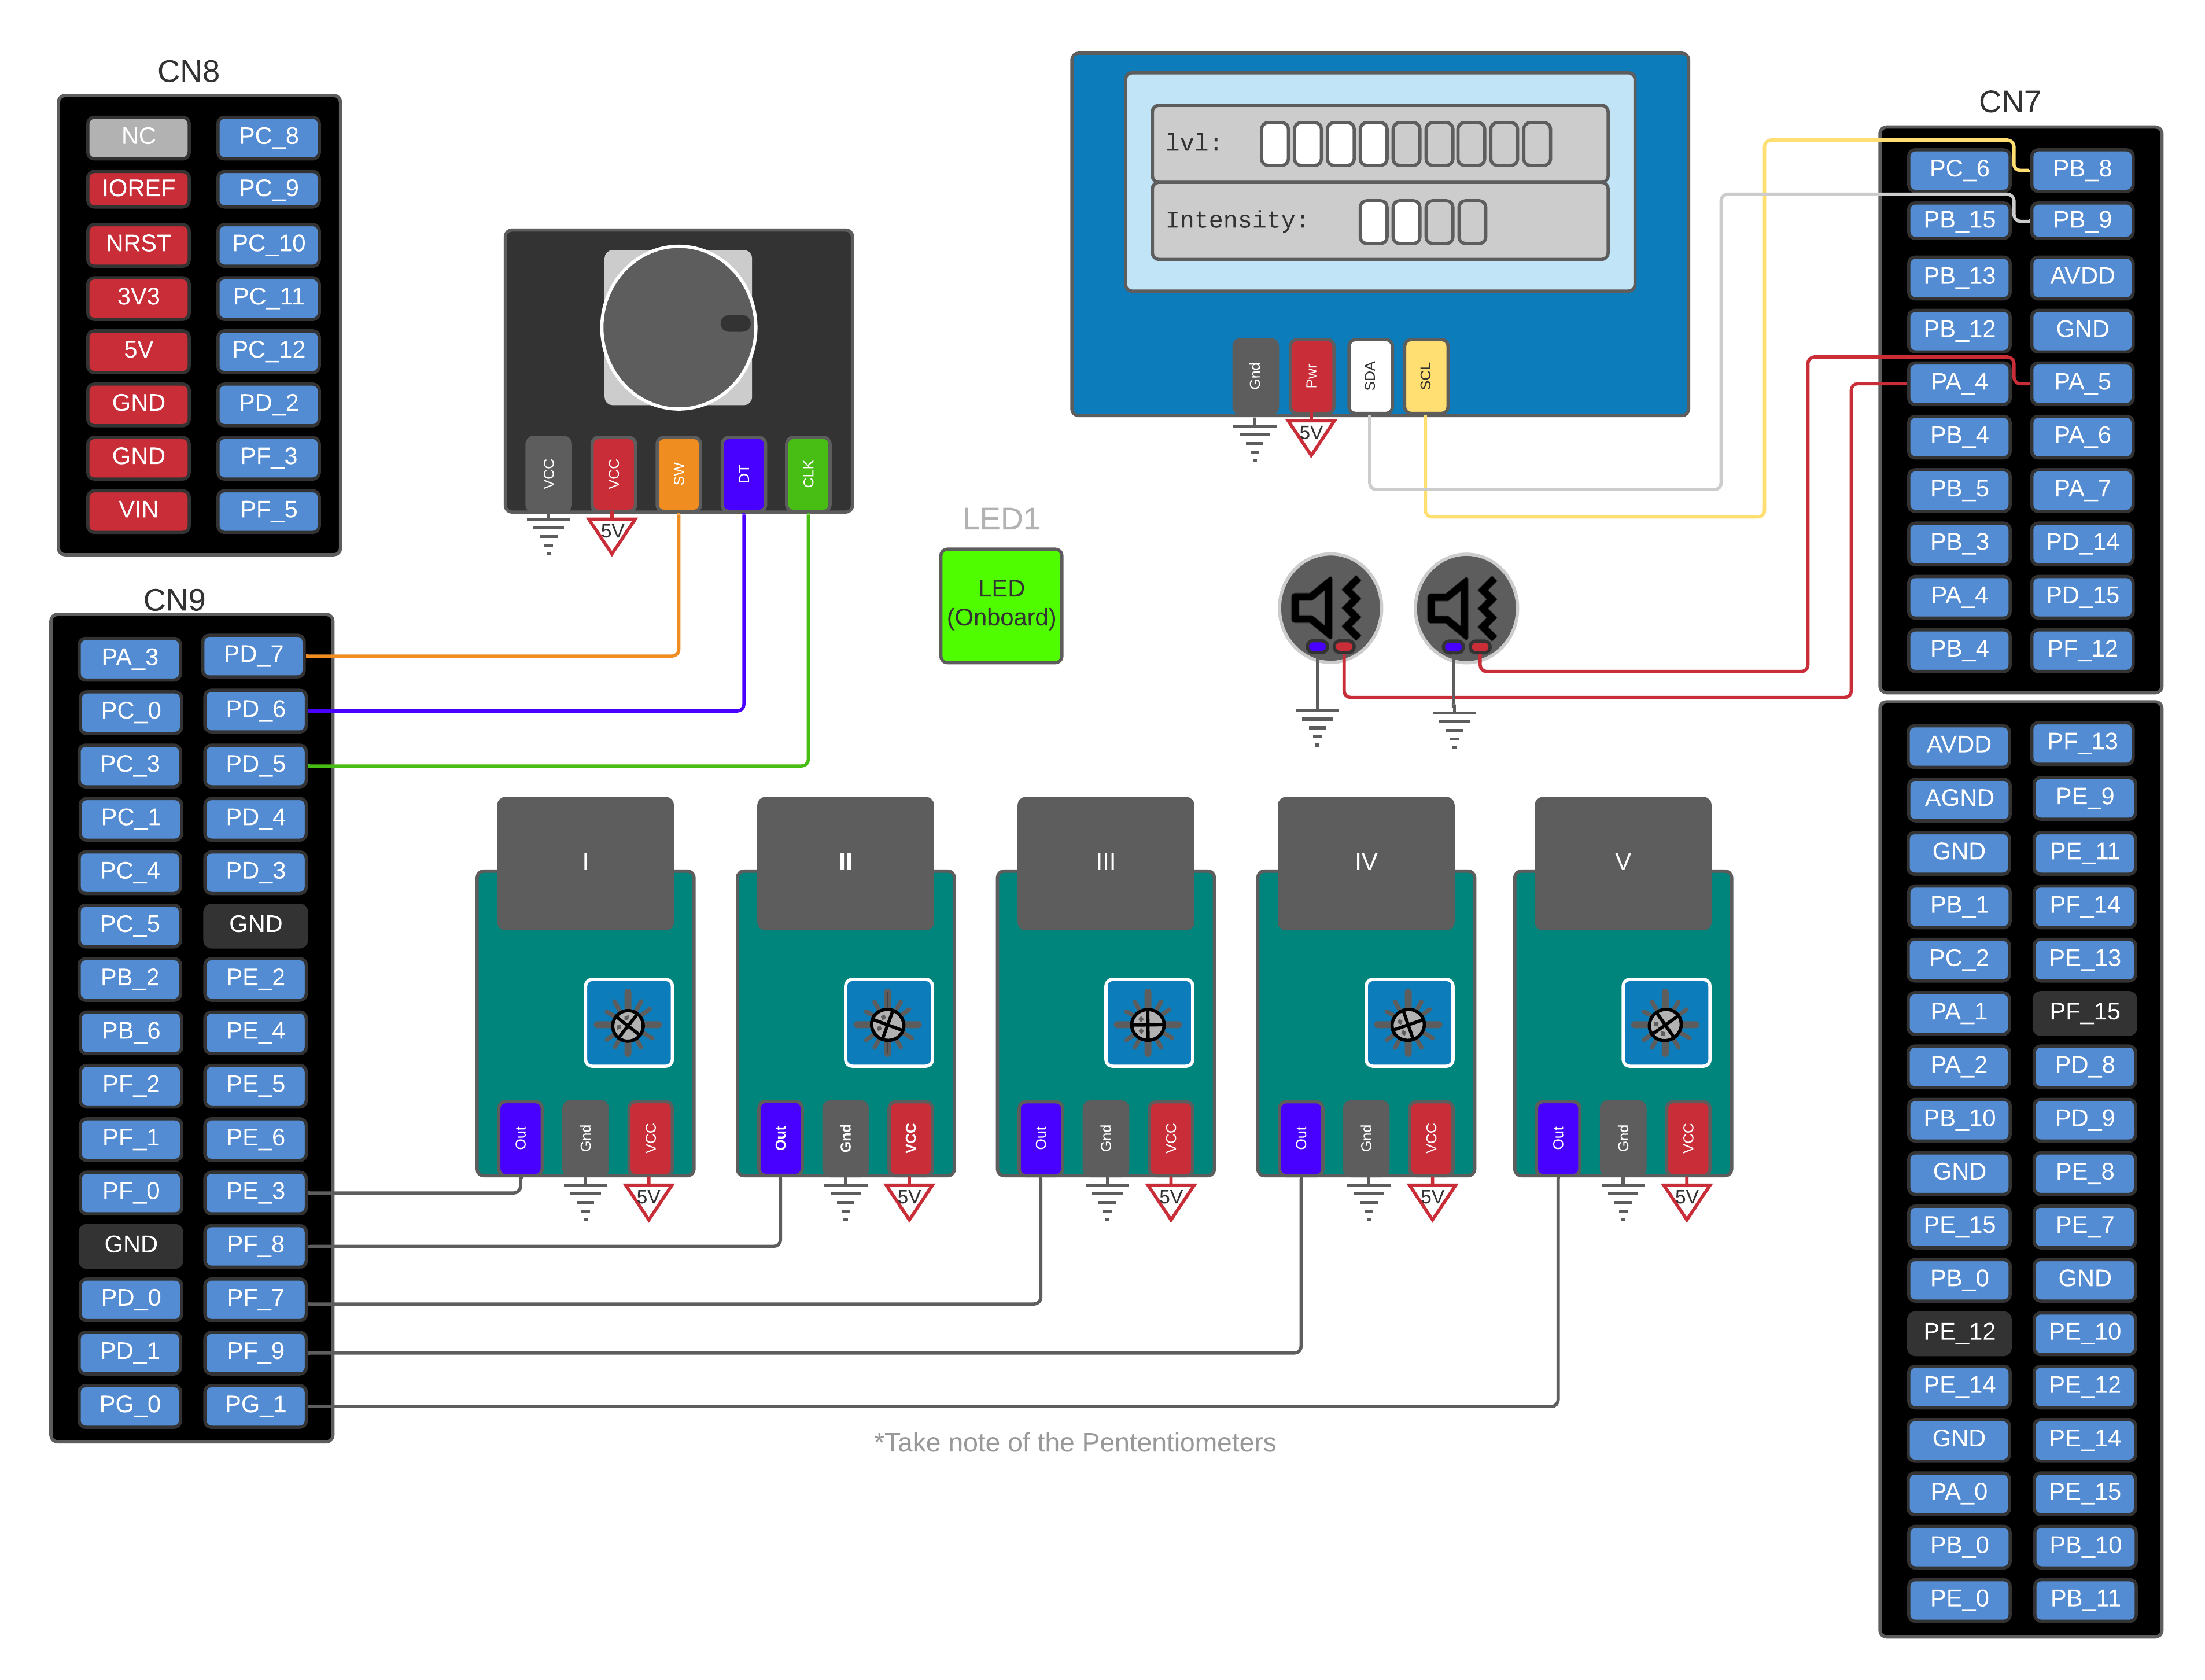 CN8
NC PC_8
IOREF PC_9
NRST PC_10
3V3 PC_11
5V PC_12
GND PD_2
GND PF_3
VIN PF_5
CN9
PA_3 PD_7
PC_0 PD_6
PC_3 PD_5
PC_1 PD_4
PC_4 PD_3
PC_5 GND
PB_2 PE_2
PB_6 PE_4
PF_2 PE_5
PF_1 PE_6
PF_0 PE_3
GND PF_8
PD_0 PF_7
PD_1 PF_9
PG_0 PG_1
VCC VCC SW DT CLK
5V
lvl:
Intensity:
Gnd Pwr SDA SCL
5V
LED1
LED
(Onboard)
I II III IV V
Out Gnd VCC Out Gnd VCC Out Gnd VCC Out Gnd VCC Out Gnd VCC
5V 5V 5V 5V 5V
*Take note of the Pententiometers
CN7
PC_6 PB_8
PB_15 PB_9
PB_13 AVDD
PB_12 GND
PA_4 PA_5
PB_4 PA_6
PB_5 PA_7
PB_3 PD_14
PA_4 PD_15
PB_4 PF_12
AVDD PF_13
AGND PE_9
GND PE_11
PB_1 PF_14
PC_2 PE_13
PA_1 PF_15
PA_2 PD_8
PB_10 PD_9
GND PE_8
PE_15 PE_7
PB_0 GND
PE_12 PE_10
PE_14 PE_12
GND PE_14
PA_0 PE_15
PB_0 PB_10
PE_0 PB_11